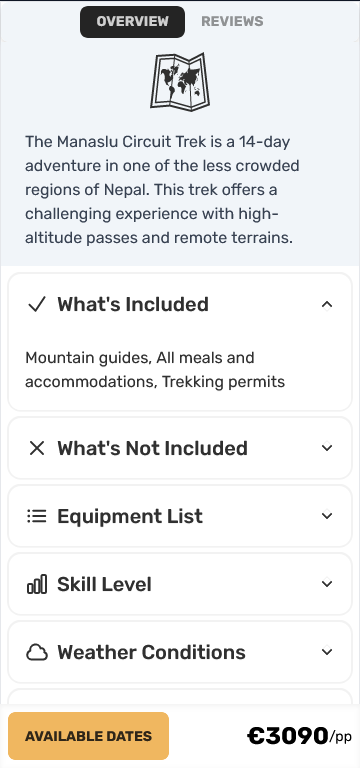 OVERVIEW
REVIEWS
The Manaslu Circuit Trek is a 14-day
adventure in one of the less crowded
regions of Nepal. This trek offers a
challenging experience with high-
altitude passes and remote terrains.
What's Included
Mountain guides, All meals and
accommodations, Trekking permits
What's Not Included
Equipment List
Skill Level
Weather Conditions
AVAILABLE DATES
€3090/pp